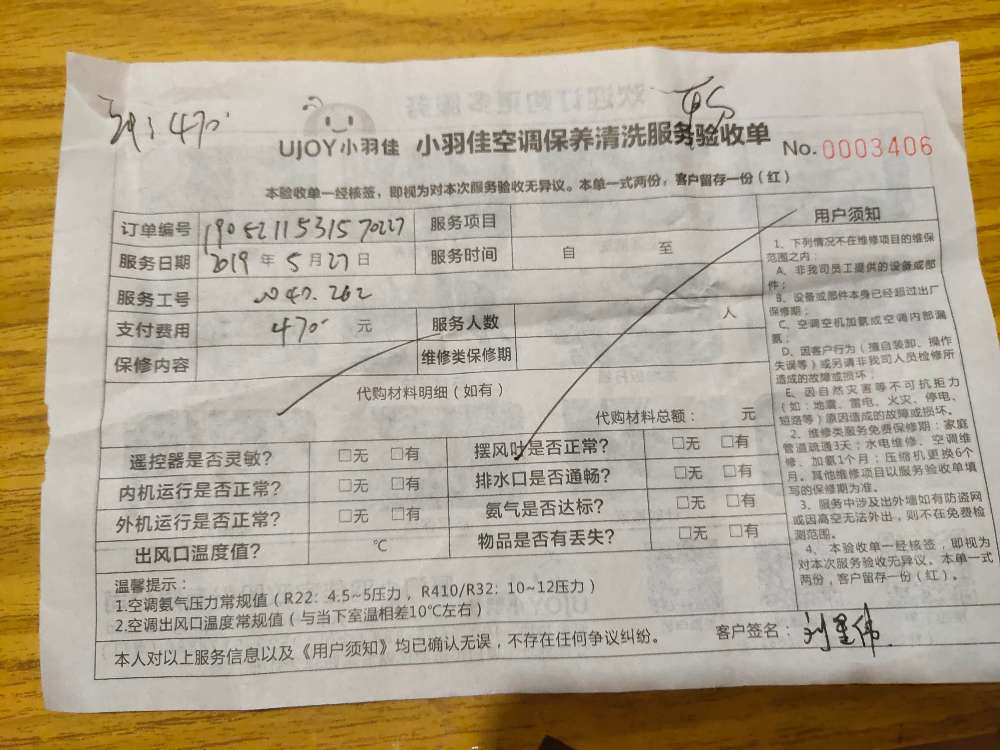 470
UJOY小羽佳 小羽佳空调保养清洗服务验收单 No.0003406
本验收单一经核签，即视为对本次服务验收无异议。本单一式两份，客户留存一份（红）
订单编号 1905211531570227 服务项目
服务日期 2019年5月27日 服务时间 自 至
服务工号
支付费用 470 元 服务人数 人
保修内容 维修类保修期
代购材料明细（如有）
代购材料总额： 元
遥控器是否灵敏？ □无 □有 摆风叶是否正常？ □无 □有
内机运行是否正常？ □无 □有 排水口是否通畅？ □无 □有
外机运行是否正常？ □无 □有 氨气是否达标？ □无 □有
出风口温度值？ ℃ 物品是否有丢失？ □无 □有
温馨提示：
1.空调氨气压力常规值（R22：4.5~5压力，R410/R32：10~12压力）
2.空调出风口温度常规值（与当下室温相差10℃左右）
本人对以上服务信息以及《用户须知》均已确认无误，不存在任何争议纠纷。 客户签名：
用户须知
1、下列情况不在维修项目的维保
范围之内：
A、非我司员工提供的设备或部
件；
B、设备或部件本身已经超过出厂
保修期；
C、空调空机加氨或空调内部漏
氨；
D、因客户行为（擅自装卸、操作
失误等）或另请非我司人员检修所
造成的故障或损坏；
E、因自然灾害等不可抗拒力
（如：地震、雷电、火灾、停电、
短路等）原因造成的故障或损坏。
2、维修类服务免费保修期：家庭
管道疏通3天；水电维修、空调维
修、加氨1个月；压缩机更换6个
月。其他维修项目以服务验收单填
写的保修期为准。
3、服务中涉及出外墙如有防盗网
或因高空无法外出，则不在免费检
测范围。
4、本验收单一经核签，即视为
对本次服务验收无异议。本单一式
两份，客户留存一份（红）。